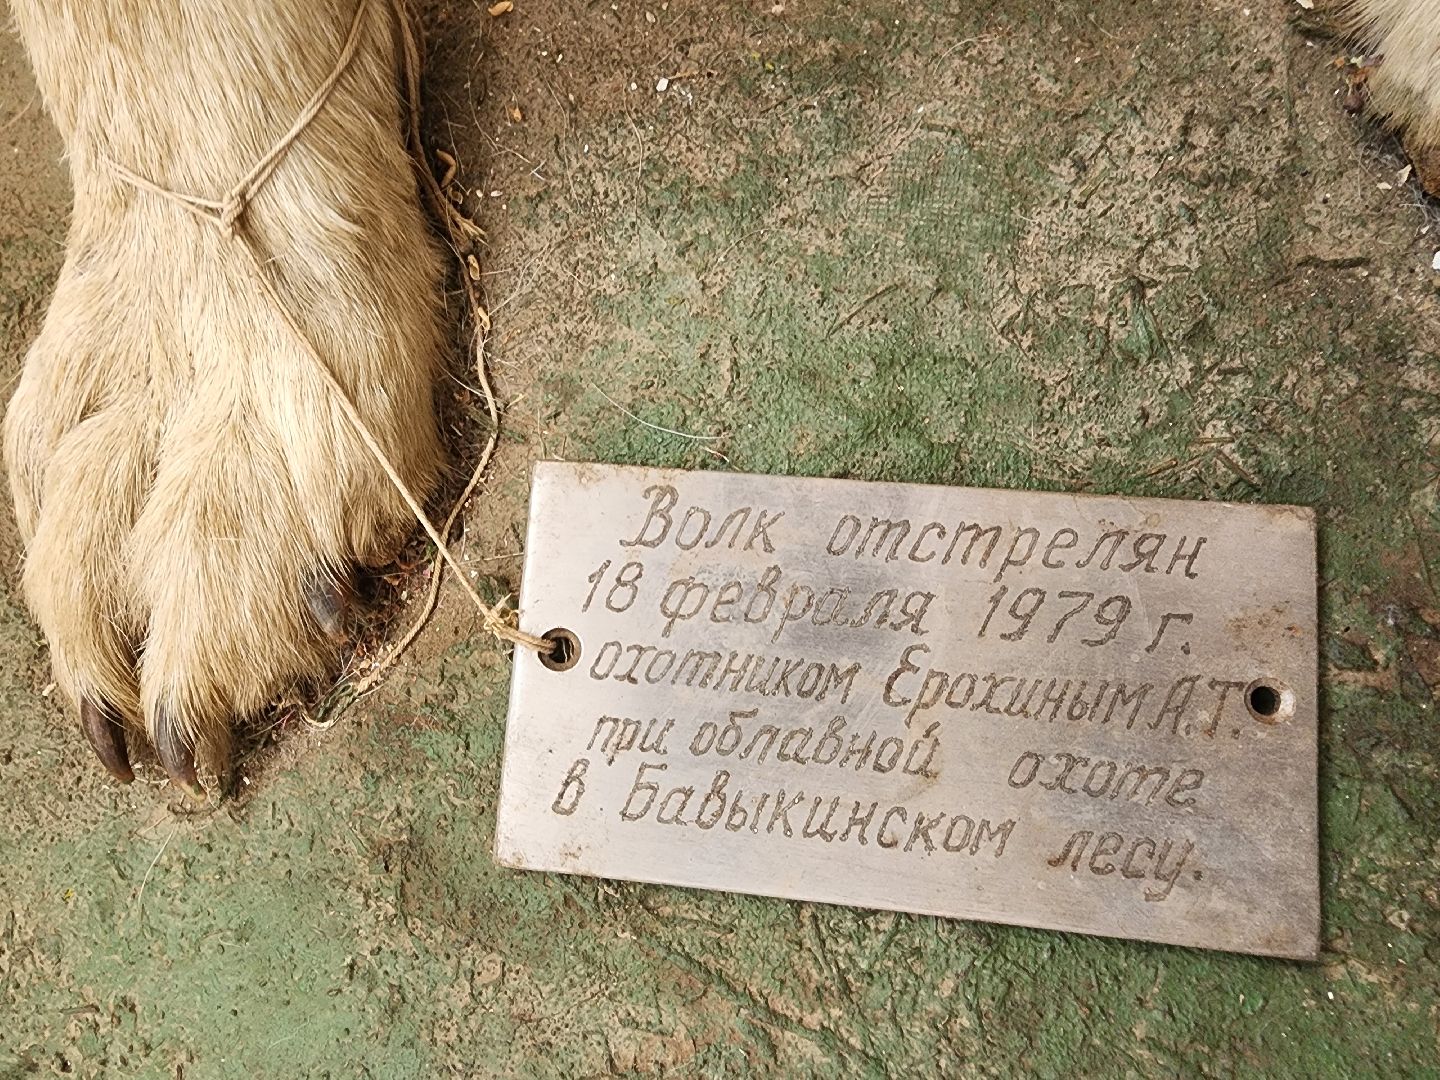 Волк отстрелян
18 февраля 1979 г.
охотником Ерохиным А.Т.
при облавной охоте
в Бавыкинском лесу.